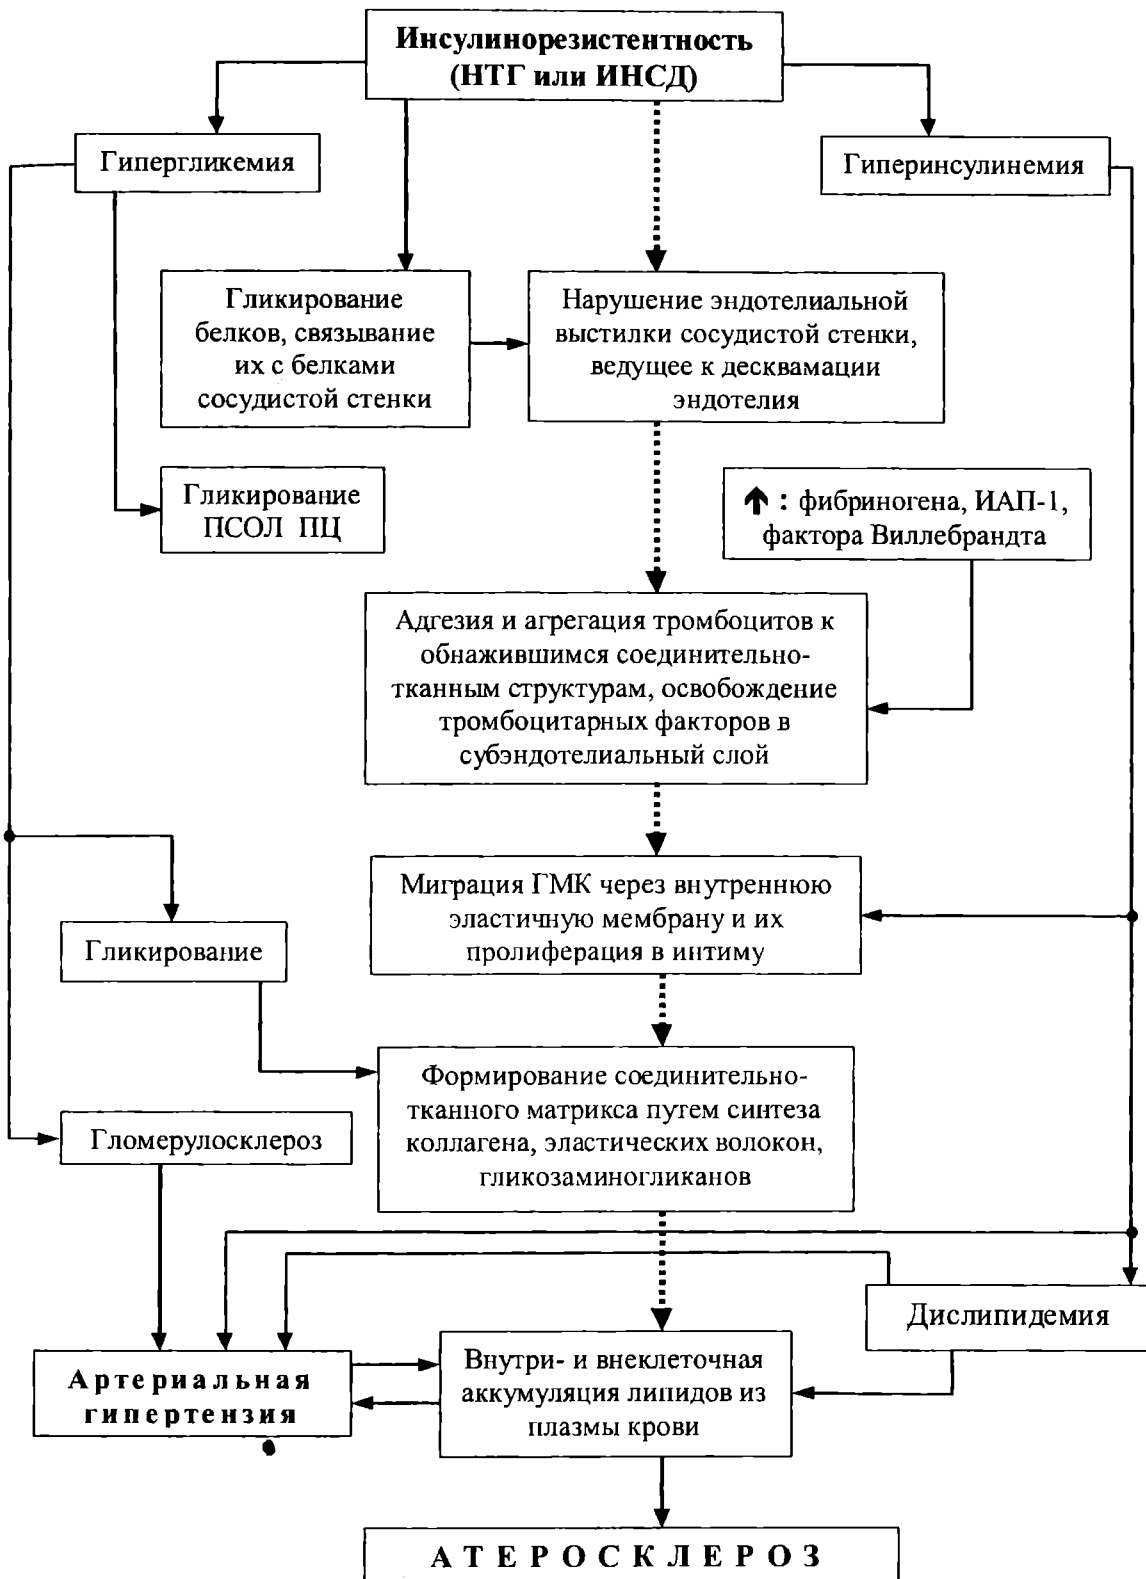 Инсулинорезистентность
(НТГ или ИНСД)
Гипергликемия
Гиперинсулинемия
Гликирование
белков, связывание
их с белками
сосудистой стенки
Нарушение эндотелиальной
выстилки сосудистой стенки,
ведущее к десквамации
эндотелия
Гликирование
ПСОЛ ПЦ
↑ : фибриногена, ИАП-1,
фактора Виллебрандта
Адгезия и агрегация тромбоцитов к
обнажившимся соединительно-
тканным структурам, освобождение
тромбоцитарных факторов в
субэндотелиальный слой
Миграция ГМК через внутреннюю
эластичную мембрану и их
пролиферация в интиму
Гликирование
Формирование соединительно-
тканного матрикса путем синтеза
коллагена, эластических волокон,
гликозаминогликанов
Гломерулосклероз
Дислипидемия
Артериальная
гипертензия
Внутри- и внеклеточная
аккумуляция липидов из
плазмы крови
АТЕРОСКЛЕРОЗ